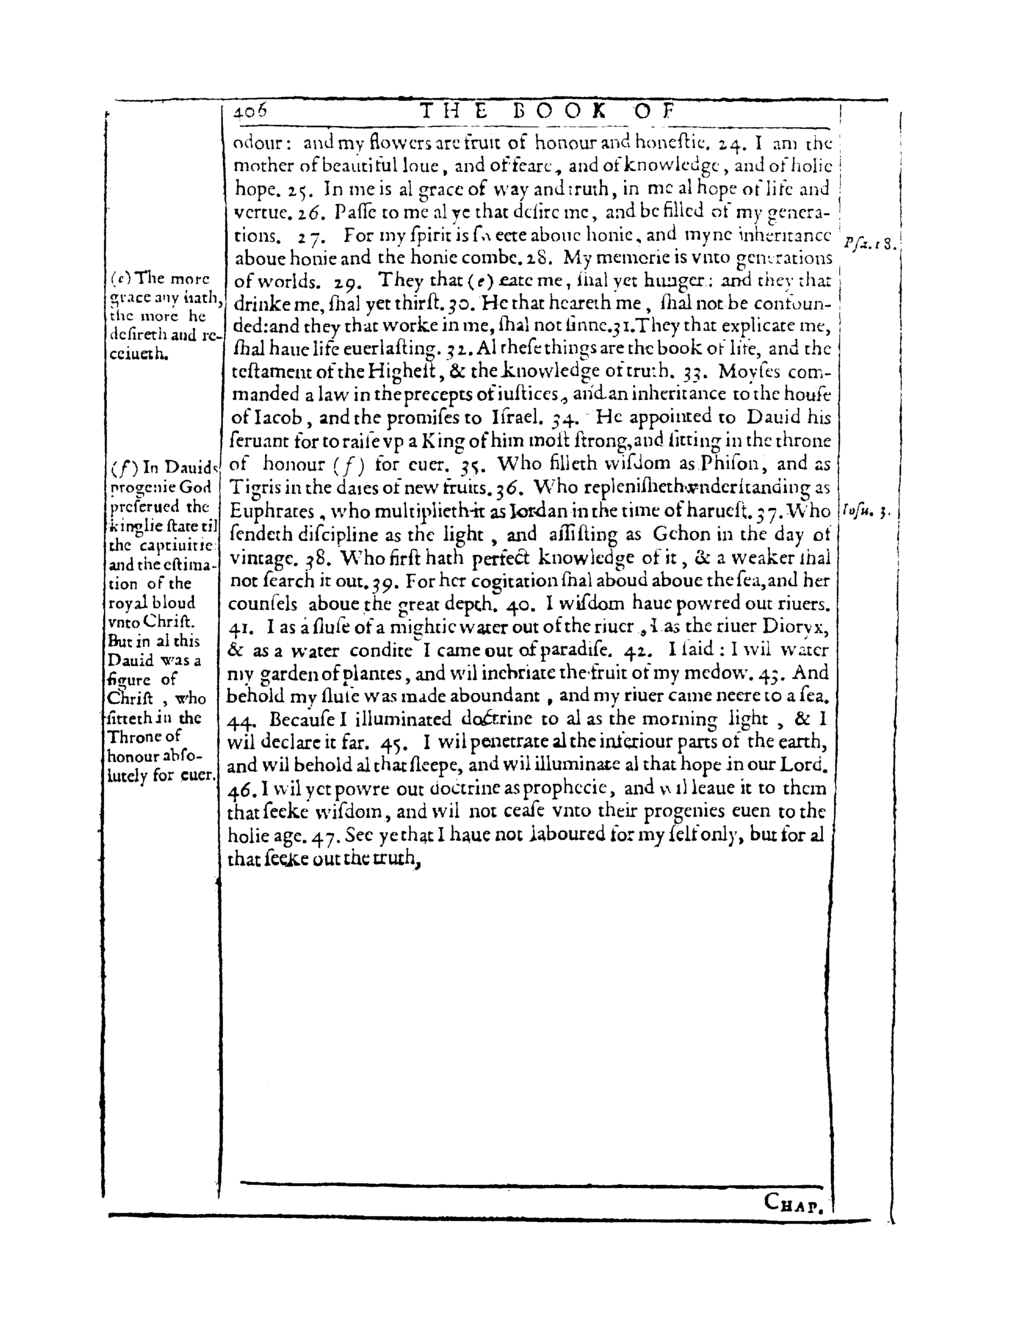 406 THE BOOK OF
odour: and my flowers are fruit of honour and honeſtie. 24. I am the
mother of beautiful loue, and of feare, and of knowledge, and of holie
hope. 25. In me is al grace of way and truth, in me al hope of life and
vertue. 26. Paſſe to me al ye that deſire me, and be filled of my genera-
tions. 27. For my ſpirit is ſweete aboue honie, and myne inheritance
aboue honie and the honie combe. 28. My memorie is vnto generations
of worlds. 29. They that (e) eate me, ſhal yet hunger: and they that
drinke me, ſhal yet thirſt. 30. He that heareth me, ſhal not be confoun-
ded: and they that worke in me, ſhal not ſinne. 31. They that explicate me,
ſhal haue life euerlaſting. 32. Al theſe things are the book of life, and the
teſtament of the Higheſt, & the knowledge of truth. 33. Moyſes com-
manded a law in the precepts of iuſtices, and an inheritance to the houſe
of Iacob, and the promiſes to Iſrael. 34. He appointed to Dauid his
ſeruant for to raiſe vp a King of him moſt ſtrong, and ſitting in the throne
of honour (f) for euer. 35. Who filleth wiſdom as Phiſon, and as
Tigris in the daies of new fruits. 36. Who repleniſheth vnderſtanding as
Euphrates, who multiplieth it as Iordan in the time of harueſt. 37. Who
ſendeth diſcipline as the light, and aſſiſting as Gehon in the day of
vintage. 38. Who firſt hath perfect knowledge of it, & a weaker ſhal
not ſearch it out. 39. For her cogitation ſhal aboud aboue the ſea, and her
counſels aboue the great depth. 40. I wiſdom haue powred out riuers.
41. I as a ſluſe of a mightie water out of the riuer, I as the riuer Dioryx,
& as a water condite I came out of paradiſe. 42. I ſaid: I wil water
my garden of plantes, and wil inebriate the fruit of my medow. 43. And
behold my ſluſe was made aboundant, and my riuer came neere to a ſea.
44. Becauſe I illuminated doctrine to al as the morning light, & I
wil declare it far. 45. I wil penetrate al the inferiour parts of the earth,
and wil behold al that ſleepe, and wil illuminate al that hope in our Lord.
46. I wil yet powre out doctrine as prophecie, and wil leaue it to them
that ſeeke wiſdom, and wil not ceaſe vnto their progenies euen to the
holie age. 47. See ye that I haue not laboured for my ſelf only, but for al
that ſeeke out the truth,
(e) The more
grace any hath,
the more he
deſireth and re-
ceiueth.
(f) In Dauids
progenie God
preſerued the
kinglie ſtate til
the captiuitie
and the eſtima-
tion of the
royal bloud
vnto Chriſt.
But in al this
Dauid was a
figure of
Chriſt, who
ſitteth in the
Throne of
honour abſo-
lutely for euer.
Pſa. 18.
Ioſu. 3.
CHAP.